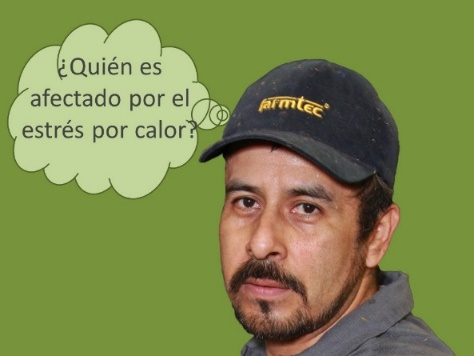 ¿Quién es
afectado por el
estrés por calor?
farmtec